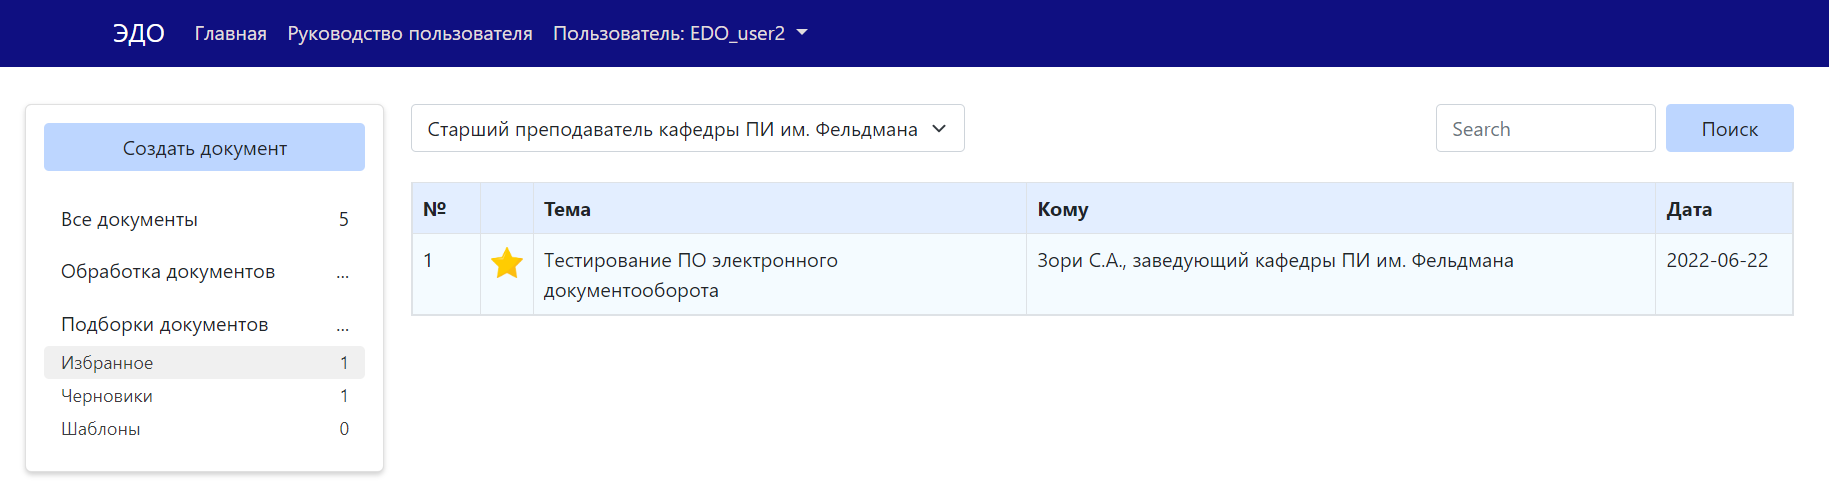 ЭДО Главная Руководство пользователя Пользователь: EDO_user2
Создать документ
Все документы 5
Обработка документов ...
Подборки документов ...
Избранное 1
Черновики 1
Шаблоны 0
Старший преподаватель кафедры ПИ им. Фельдмана
Search Поиск
№ Тема Кому Дата
1 Тестирование ПО электронного Зори С.А., заведующий кафедры ПИ им. Фельдмана 2022-06-22
документооборота